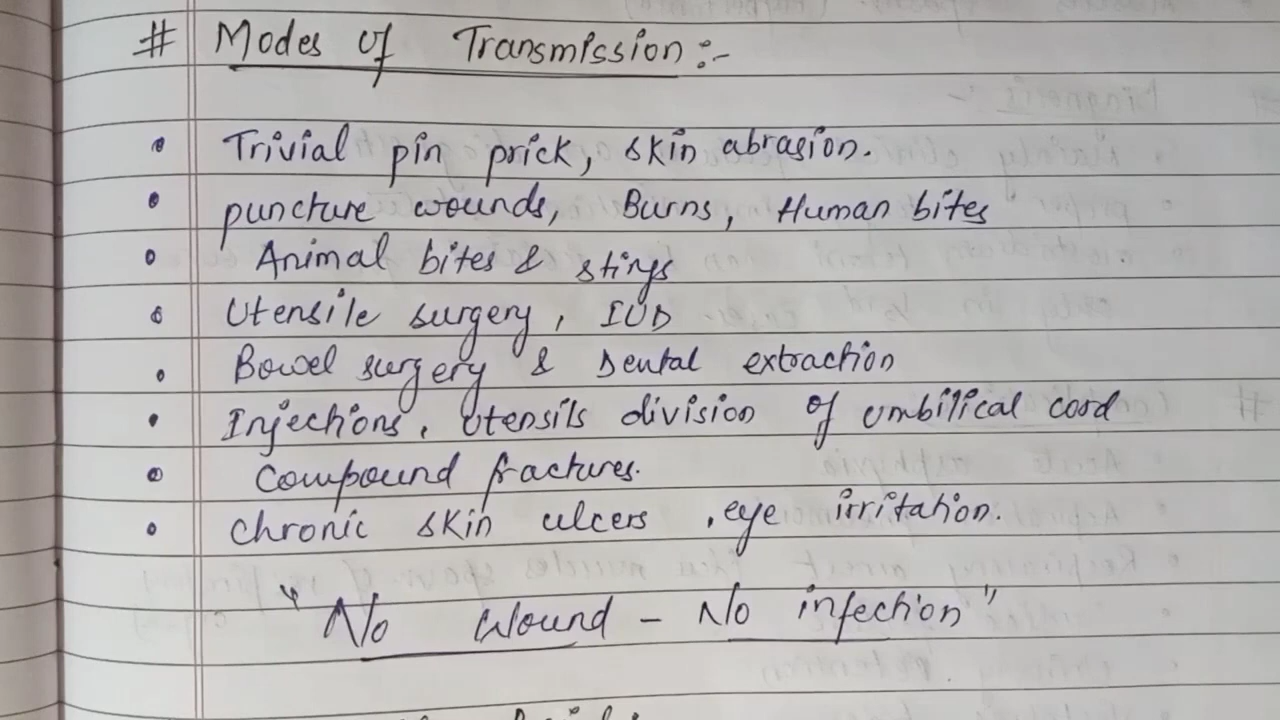 # Modes of Transmission :-
• Trivial pin prick, skin abrasion.
• puncture wounds, Burns, Human bites
• Animal bites & stings
• Utensile surgery, IUD
• Bowel surgery & Dental extraction
• Injections, Utensils division of umbilical cord
• Compound fractures.
• chronic skin ulcers, eye irritation.
"No wound - No infection"